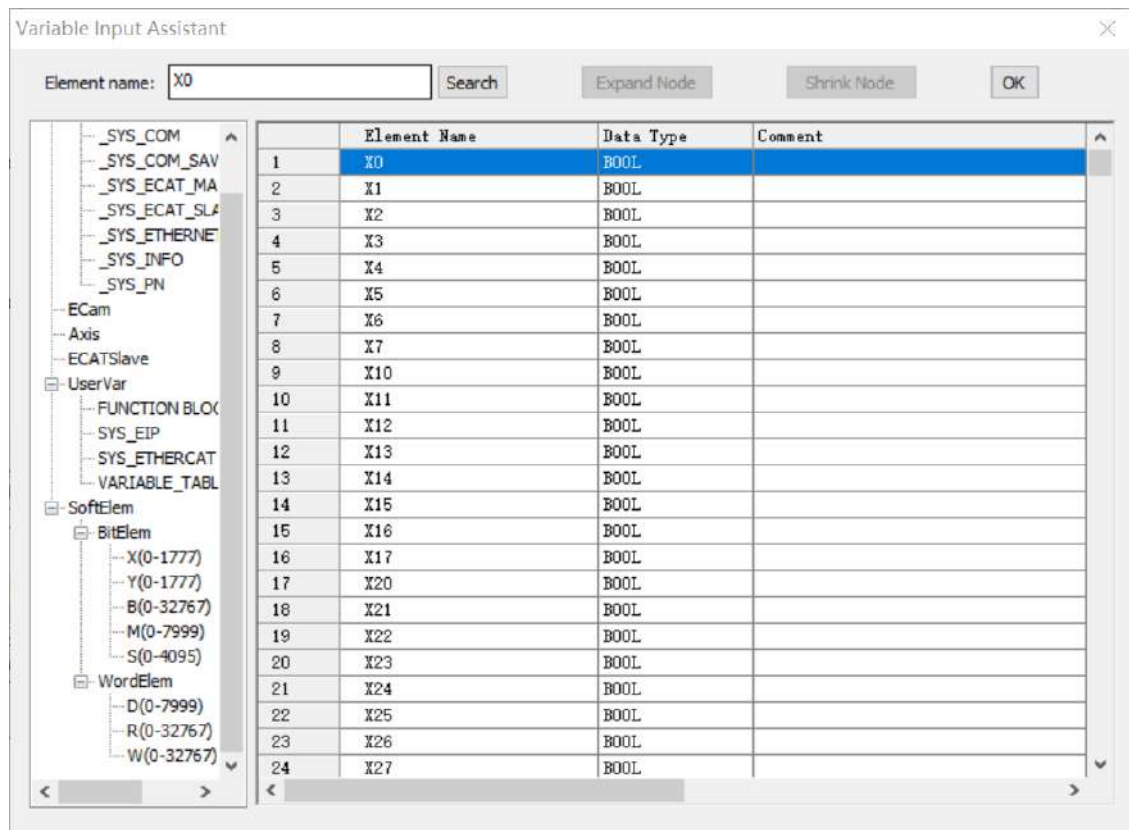 Variable Input Assistant
Element name: X0 Search Expand Node Shrink Node OK
_SYS_COM
_SYS_COM_SAV
_SYS_ECAT_MA
_SYS_ECAT_SLA
_SYS_ETHERNET
_SYS_INFO
_SYS_PN
ECam
Axis
ECATSlave
UserVar
FUNCTION BLOC
SYS_EIP
SYS_ETHERCAT
VARIABLE_TABL
SoftElem
BitElem
X(0-1777)
Y(0-1777)
B(0-32767)
M(0-7999)
S(0-4095)
WordElem
D(0-7999)
R(0-32767)
W(0-32767)
Element Name Data Type Comment
1 X0 BOOL
2 X1 BOOL
3 X2 BOOL
4 X3 BOOL
5 X4 BOOL
6 X5 BOOL
7 X6 BOOL
8 X7 BOOL
9 X10 BOOL
10 X11 BOOL
11 X12 BOOL
12 X13 BOOL
13 X14 BOOL
14 X15 BOOL
15 X16 BOOL
16 X17 BOOL
17 X20 BOOL
18 X21 BOOL
19 X22 BOOL
20 X23 BOOL
21 X24 BOOL
22 X25 BOOL
23 X26 BOOL
24 X27 BOOL